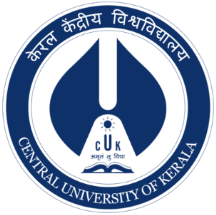 केरल केंद्रीय विश्वविद्यालय
CUK
अमृतं तु विद्या
CENTRAL UNIVERSITY OF KERALA